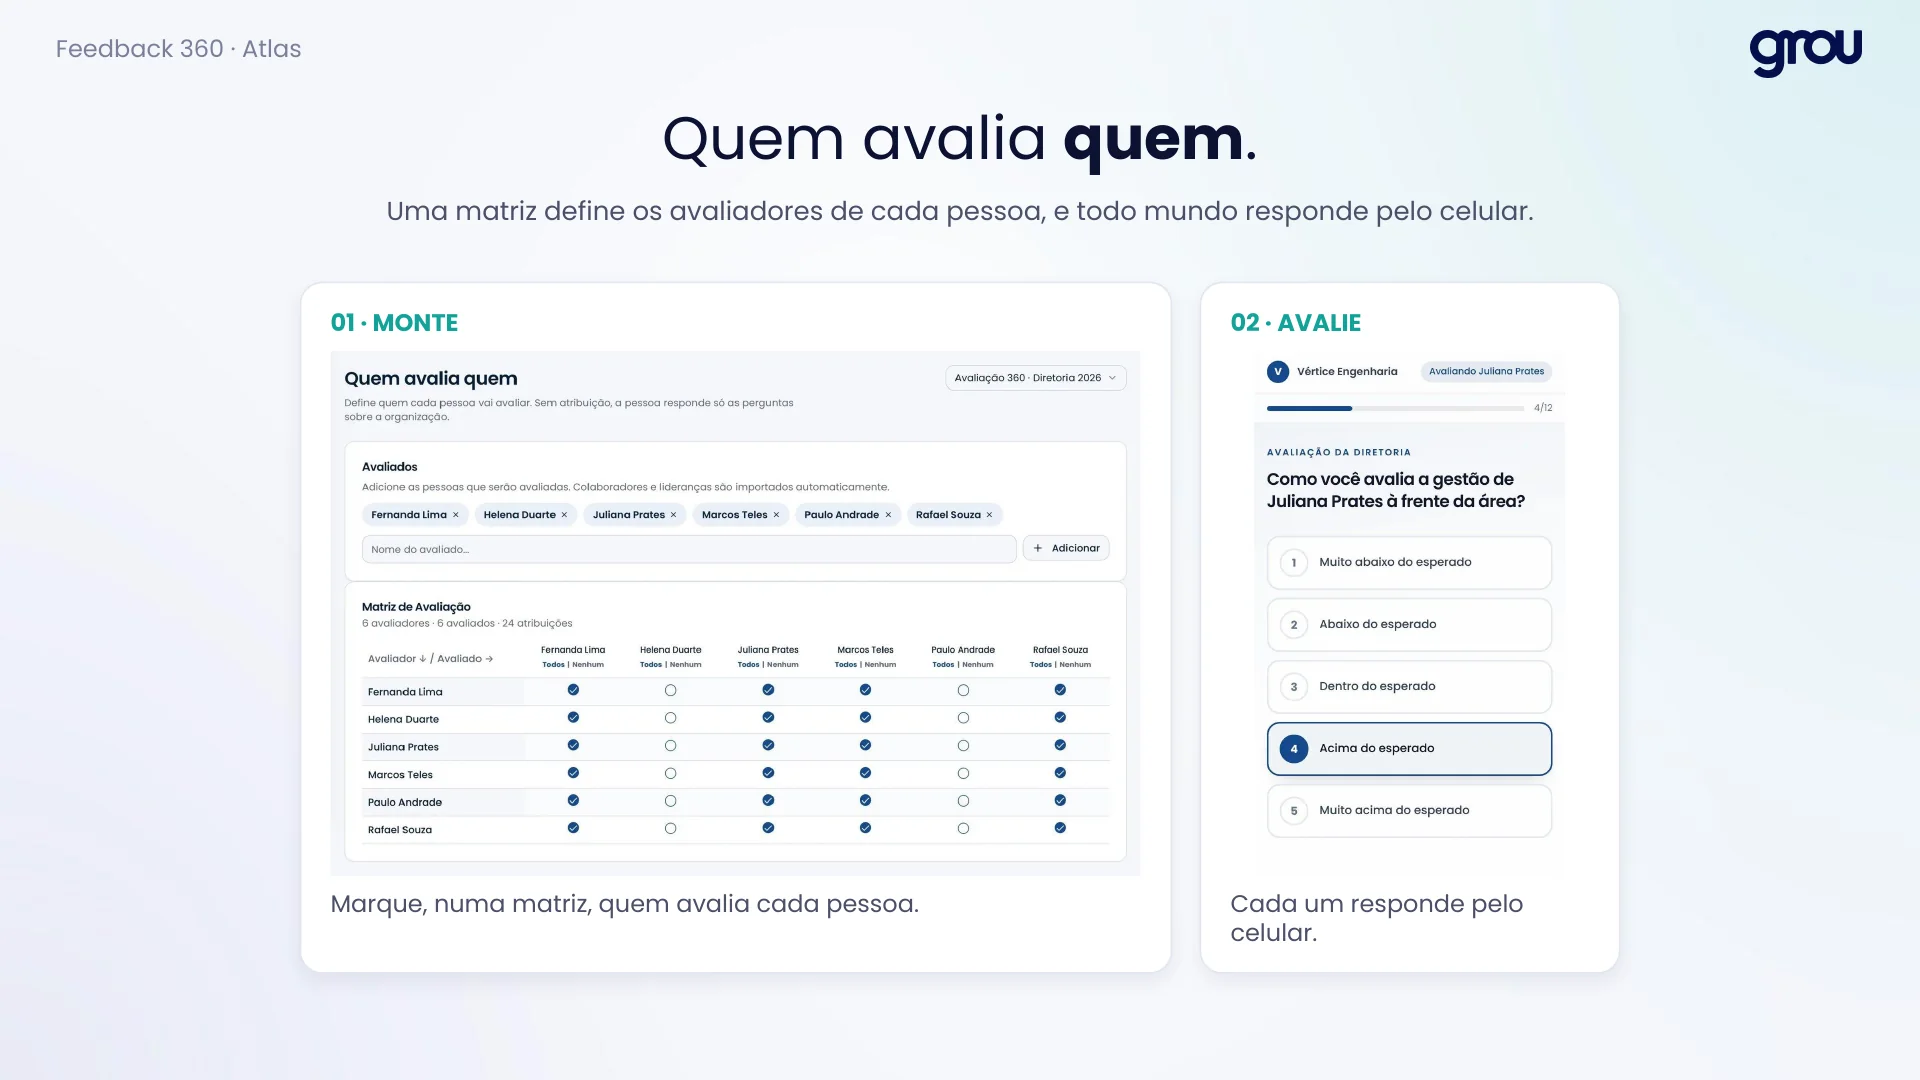 Feedback 360 · Atlas
grou
Quem avalia quem.
Uma matriz define os avaliadores de cada pessoa, e todo mundo responde pelo celular.
01 · MONTE
Quem avalia quem
Avaliação 360 · Diretoria 2026
Define quem cada pessoa vai avaliar. Sem atribuição, a pessoa responde só as perguntas
sobre a organização.
Avaliados
Adicione as pessoas que serão avaliadas. Colaboradores e lideranças são importados automaticamente.
Fernanda Lima × Helena Duarte × Juliana Prates × Marcos Teles × Paulo Andrade × Rafael Souza ×
Nome do avaliado...
+ Adicionar
Matriz de Avaliação
6 avaliadores · 6 avaliados · 24 atribuições
Avaliador ↓ / Avaliado → Fernanda Lima Helena Duarte Juliana Prates Marcos Teles Paulo Andrade Rafael Souza
Todos | Nenhum Todos | Nenhum Todos | Nenhum Todos | Nenhum Todos | Nenhum Todos | Nenhum
Fernanda Lima
Helena Duarte
Juliana Prates
Marcos Teles
Paulo Andrade
Rafael Souza
Marque, numa matriz, quem avalia cada pessoa.
02 · AVALIE
V Vértice Engenharia Avaliando Juliana Prates
4/12
AVALIAÇÃO DA DIRETORIA
Como você avalia a gestão de
Juliana Prates à frente da área?
1 Muito abaixo do esperado
2 Abaixo do esperado
3 Dentro do esperado
4 Acima do esperado
5 Muito acima do esperado
Cada um responde pelo
celular.